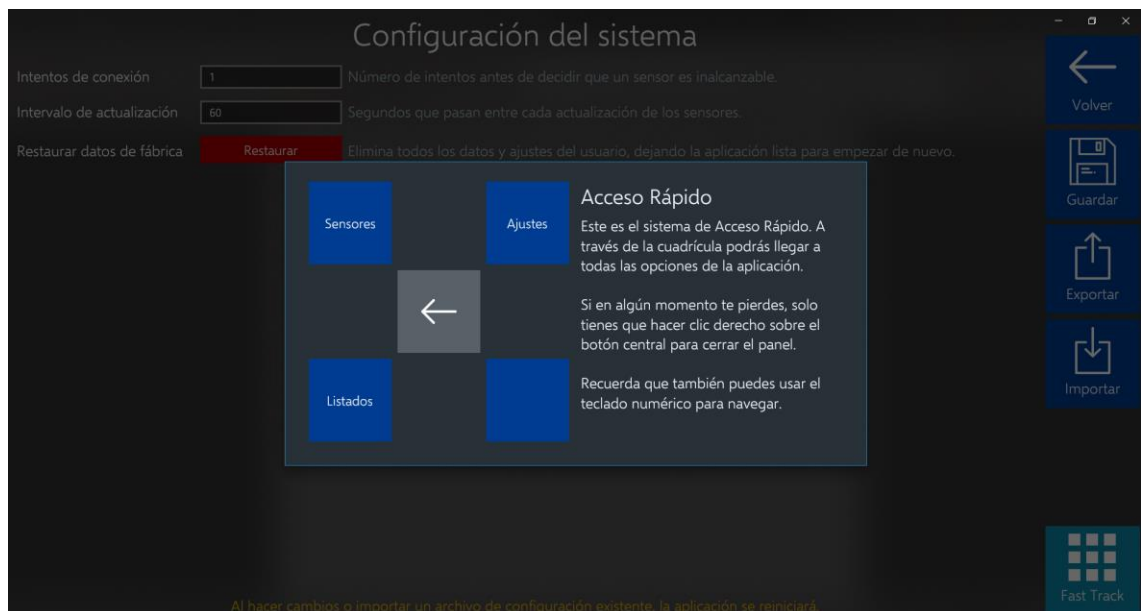 Configuración del sistema
Intentos de conexión 1 Número de intentos antes de decidir que un sensor es inalcanzable.
Intervalo de actualización 60 Segundos que pasan entre cada actualización de los sensores.
Restaurar datos de fábrica Restaurar Elimina todos los datos y ajustes del usuario, dejando la aplicación lista para empezar de nuevo.
Sensores
Ajustes
Listados
Acceso Rápido
Este es el sistema de Acceso Rápido. A
través de la cuadrícula podrás llegar a
todas las opciones de la aplicación.
Si en algún momento te pierdes, solo
tienes que hacer clic derecho sobre el
botón central para cerrar el panel.
Recuerda que también puedes usar el
teclado numérico para navegar.
Volver
Guardar
Exportar
Importar
Fast Track
Al hacer cambios o importar un archivo de configuración existente, la aplicación se reiniciará.